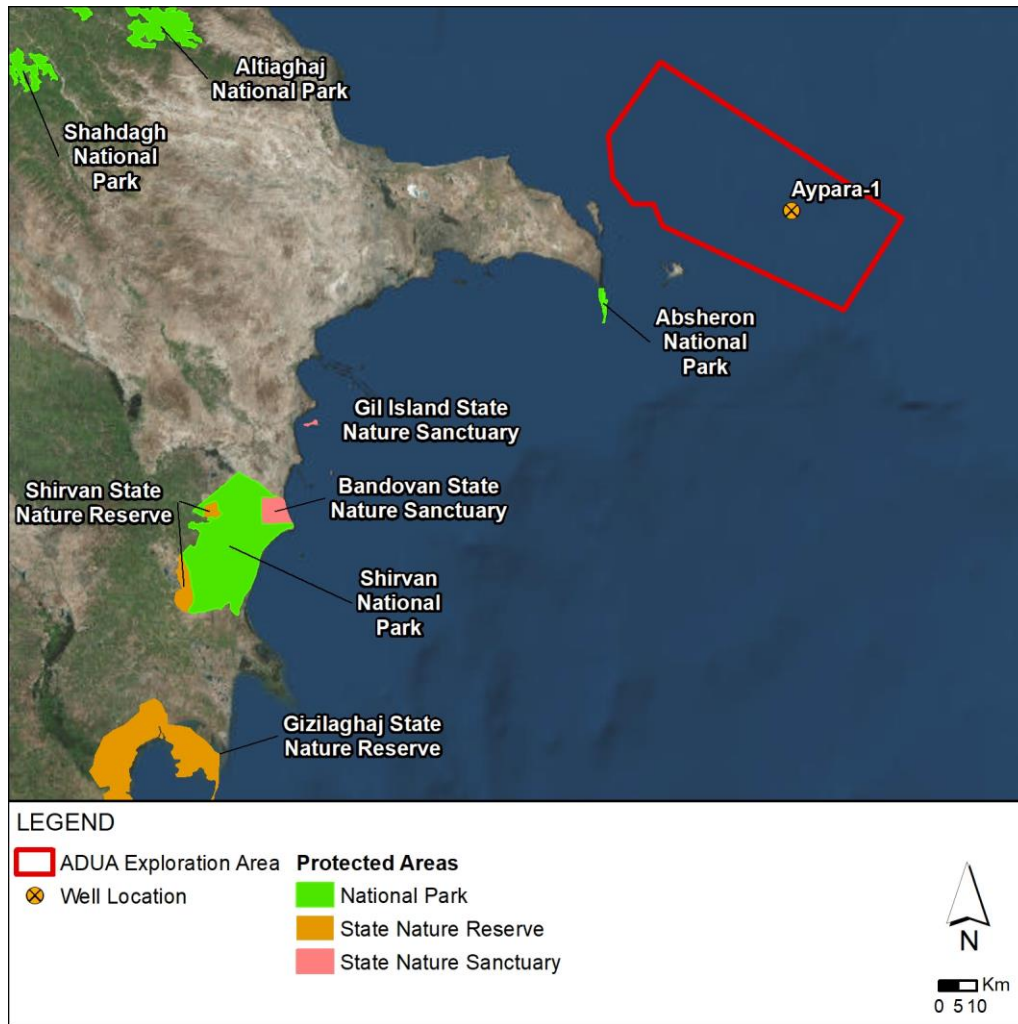 Altiaghaj
National Park
Shahdagh
National
Park
Aypara-1
Absheron
National
Park
Gil Island State
Nature Sanctuary
Shirvan State
Nature Reserve
Bandovan State
Nature Sanctuary
Shirvan
National
Park
Gizilaghaj State
Nature Reserve
LEGEND
ADUA Exploration Area
Well Location
Protected Areas
National Park
State Nature Reserve
State Nature Sanctuary
N
Km
0 5 10